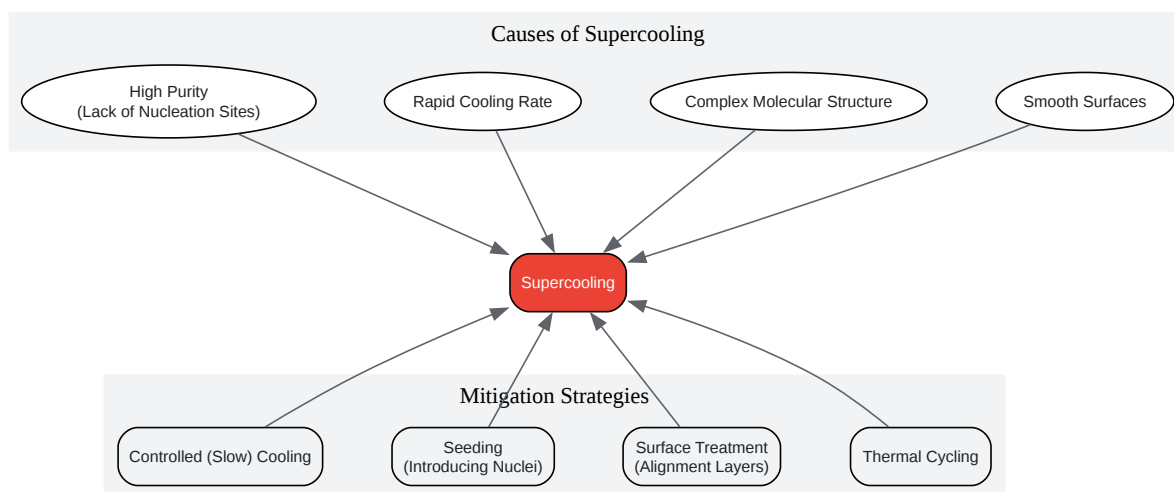 Causes of Supercooling
High Purity
(Lack of Nucleation Sites)
Rapid Cooling Rate
Complex Molecular Structure
Smooth Surfaces
Supercooling
Mitigation Strategies
Controlled (Slow) Cooling
Seeding
(Introducing Nuclei)
Surface Treatment
(Alignment Layers)
Thermal Cycling